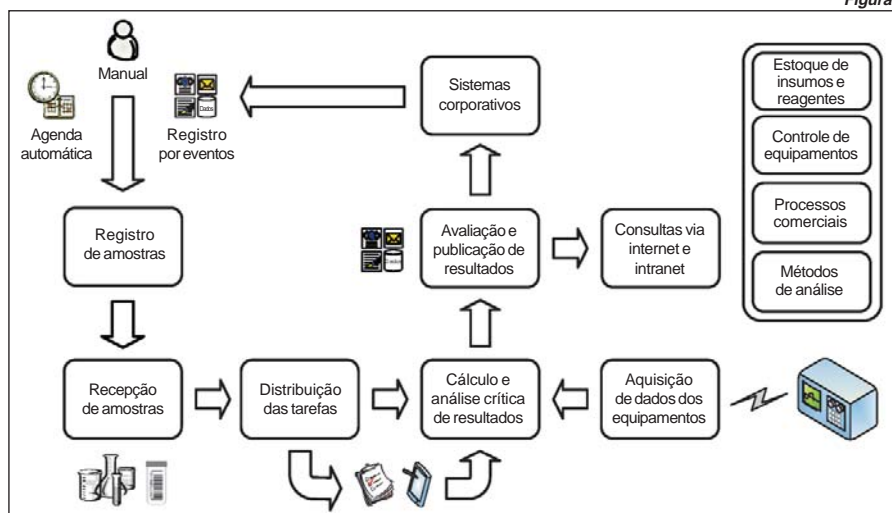 Figura
Manual
Agenda
automática
Dados
Registro
por eventos
Sistemas
corporativos
Estoque de
insumos e
reagentes
Controle de
equipamentos
Processos
comerciais
Métodos
de análise
Registro
de amostras
Dados
Avaliação e
publicação de
resultados
Consultas via
internet e
intranet
Recepção
de amostras
Distribuição
das tarefas
Cálculo e
análise crítica
de resultados
Aquisição
de dados dos
equipamentos